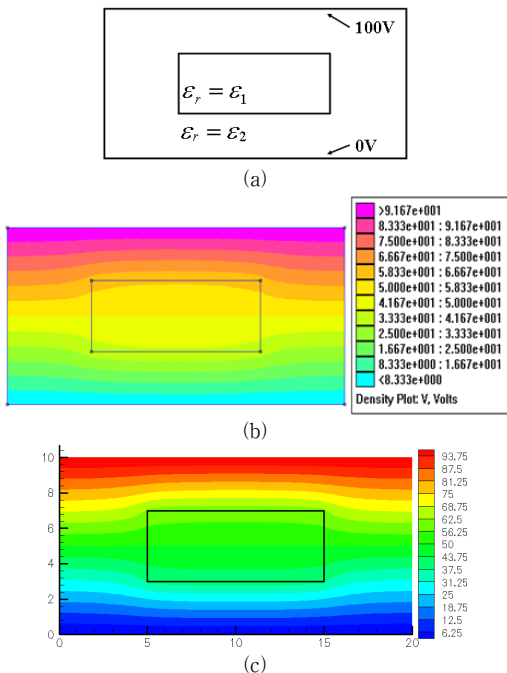 100V
εᵣ = ε₁
εᵣ = ε₂
0V
(a)
>9.167e+001
8.333e+001 : 9.167e+001
7.500e+001 : 8.333e+001
6.667e+001 : 7.500e+001
5.833e+001 : 6.667e+001
5.000e+001 : 5.833e+001
4.167e+001 : 5.000e+001
3.333e+001 : 4.167e+001
2.500e+001 : 3.333e+001
1.667e+001 : 2.500e+001
8.333e+000 : 1.667e+001
<8.333e+000
Density Plot: V, Volts
(b)
10
8
6
4
2
0
0 5 10 15 20
93.75
87.5
81.25
75
68.75
62.5
56.25
50
43.75
37.5
31.25
25
18.75
12.5
6.25
(c)